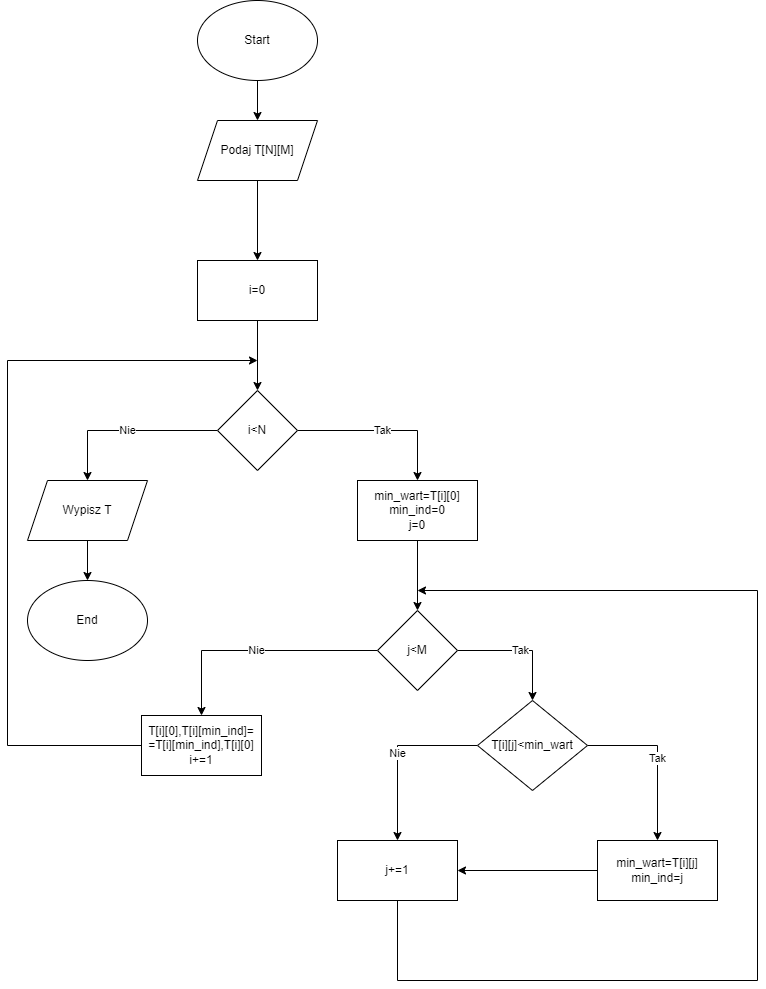 Start
Podaj T[N][M]
i=0
i<N
Nie
Tak
Wypisz T
min_wart=T[i][0]
min_ind=0
j=0
End
j<M
Nie
Tak
T[i][0],T[i][min_ind]=
=T[i][min_ind],T[i][0]
i+=1
T[i][j]<min_wart
Nie
Tak
j+=1
min_wart=T[i][j]
min_ind=j